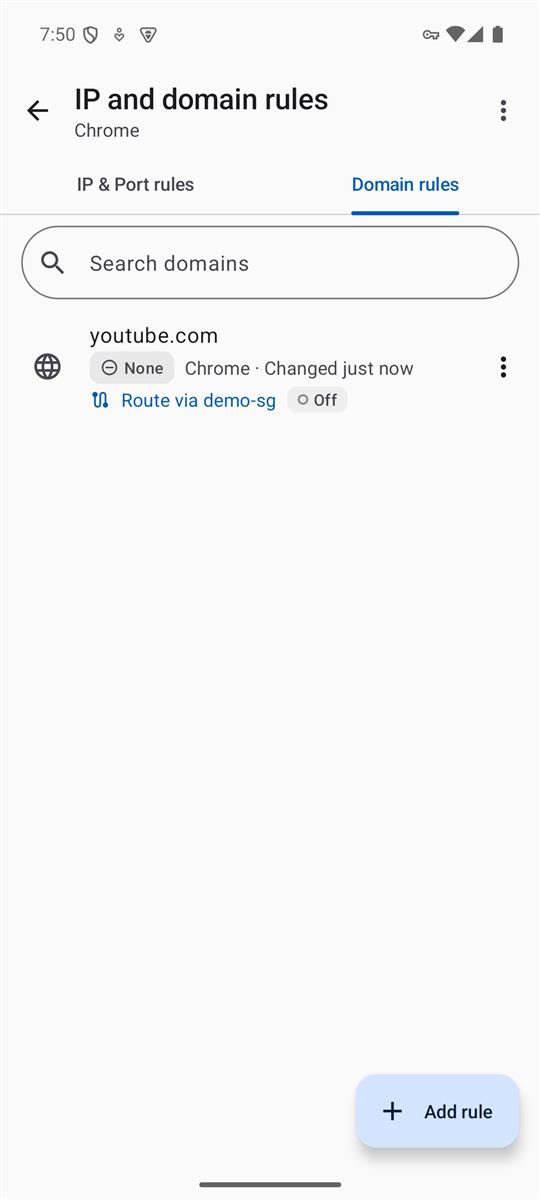 7:50
IP and domain rules
Chrome
IP & Port rules
Domain rules
Search domains
youtube.com
None Chrome · Changed just now
Route via demo-sg Off
Add rule